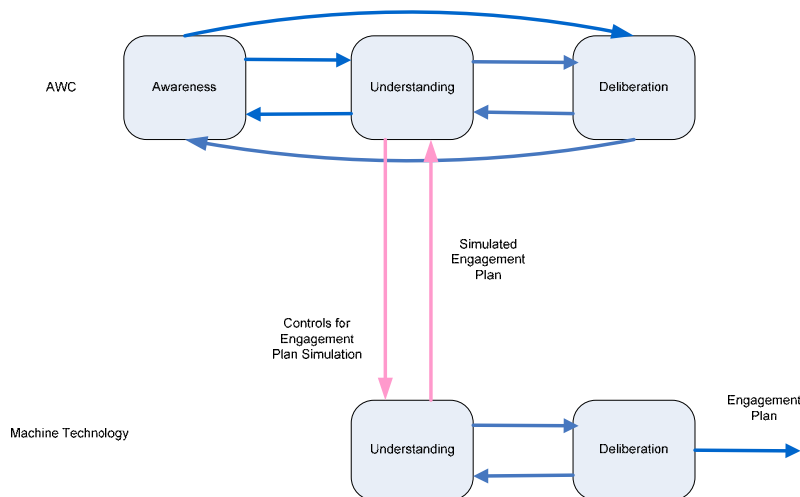 AWC
Awareness
Understanding
Deliberation
Simulated
Engagement
Plan
Controls for
Engagement
Plan Simulation
Machine Technology
Understanding
Deliberation
Engagement
Plan